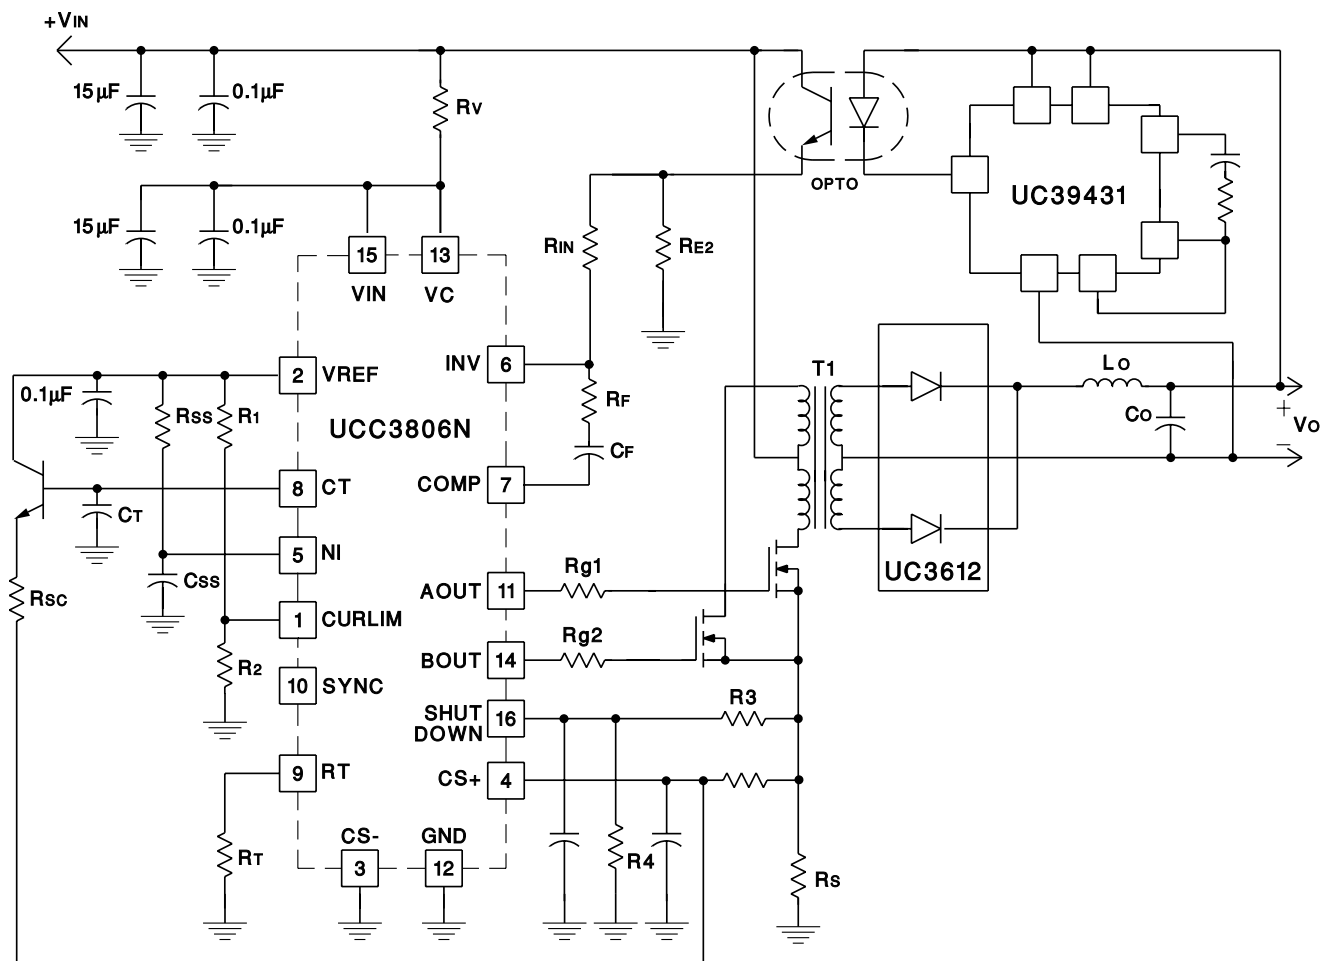 +VIN
15µF
0.1µF
RV
OPTO
UC39431
15µF
0.1µF
15
13
VIN
VC
RIN
RE2
2
VREF
INV
6
0.1µF
RSS
R1
RF
UCC3806N
CF
T1
LO
CO
+
VO
–
8
CT
COMP
7
CT
5
NI
CSS
RSC
1
CURLIM
AOUT
11
Rg1
UC3612
R2
10
SYNC
BOUT
14
Rg2
SHUT
DOWN
16
R3
9
RT
CS+
4
RT
CS-
GND
3
12
R4
RS